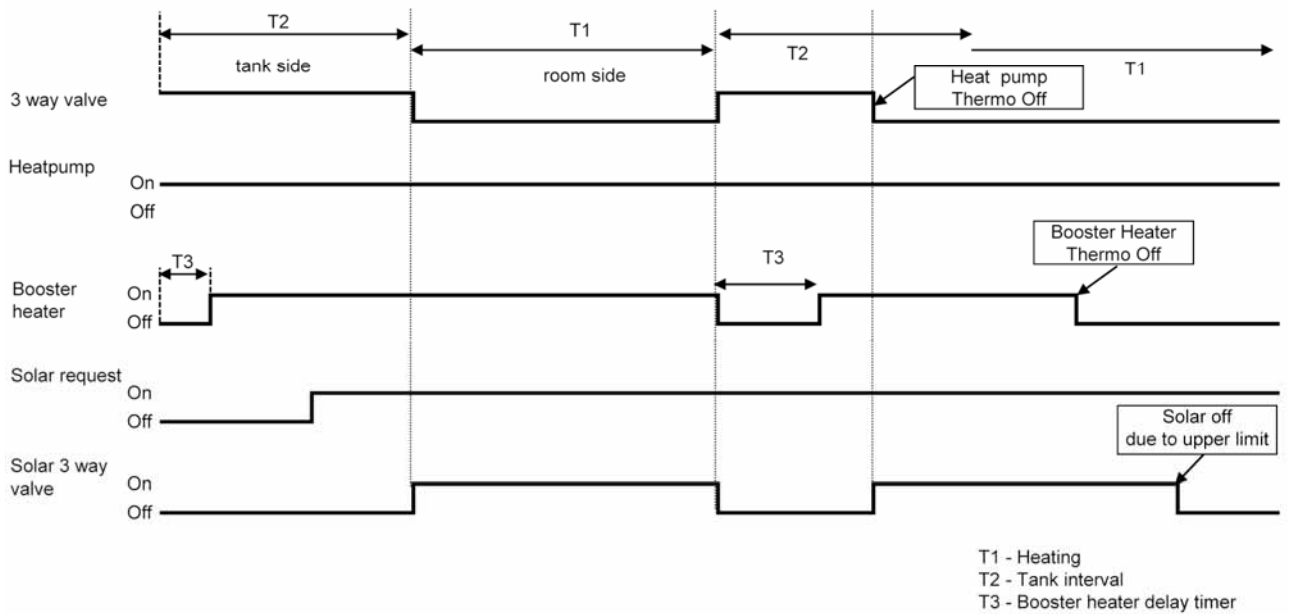 T2
T1
T2
T1
tank side
room side
Heat pump
Thermo Off
3 way valve
Heatpump
On
Off
Booster Heater
Thermo Off
T3
T3
Booster
heater
On
Off
Solar request
On
Off
Solar off
due to upper limit
Solar 3 way
valve
On
Off
T1 - Heating
T2 - Tank interval
T3 - Booster heater delay timer